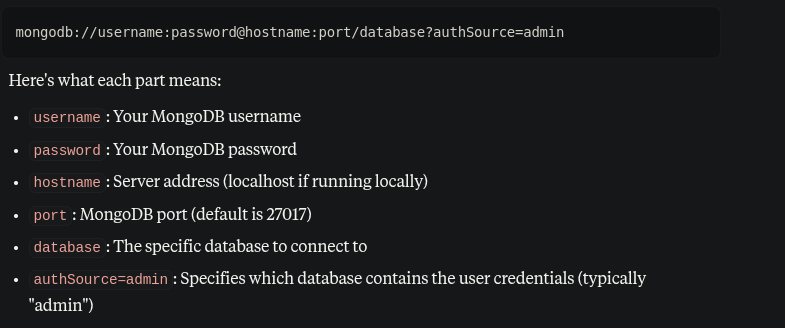 mongodb://username:password@hostname:port/database?authSource=admin
Here's what each part means:
• username : Your MongoDB username
• password : Your MongoDB password
• hostname : Server address (localhost if running locally)
• port : MongoDB port (default is 27017)
• database : The specific database to connect to
• authSource=admin : Specifies which database contains the user credentials (typically
"admin")